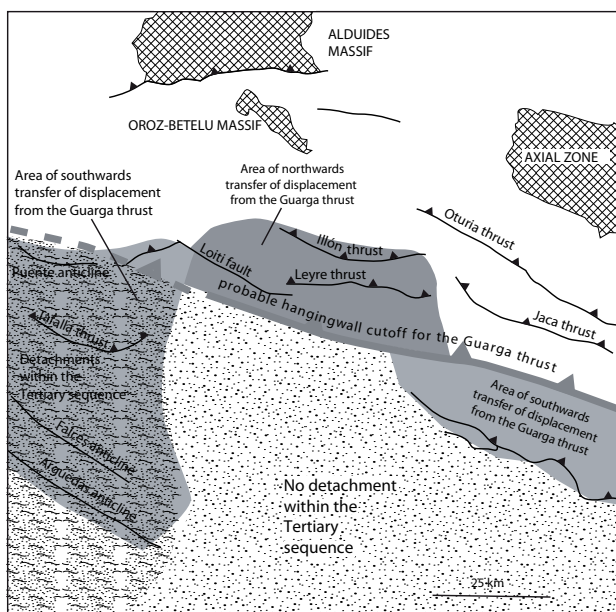 ALDUIDES
MASSIF
OROZ-BETELU MASSIF
AXIAL ZONE
Area of southwards
transfer of displacement
from the Guarga thrust
Area of northwards
transfer of displacement
from the Guarga thrust
Oturia thrust
Illón thrust
Loiti fault
Leyre thrust
Puente anticline
probable hangingwall cutoff for the Guarga thrust
Jaca thrust
Tafalla thrust
Detachments
within the
Tertiary sequence
Area of southwards
transfer of displacement
from the Guarga thrust
Falces anticline
Arguedas anticline
No detachment
within the
Tertiary
sequence
25 km